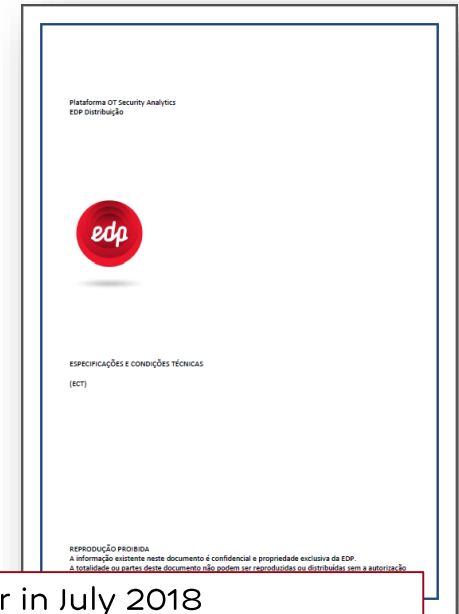 Plataforma OT Security Analytics
EDP Distribuição
edp
ESPECIFICAÇÕES E CONDIÇÕES TÉCNICAS
(ECT)
REPRODUÇÃO PROIBIDA
A informação existente neste documento é confidencial e propriedade exclusiva da EDP.
A totalidade ou partes deste documento não podem ser reproduzidas ou distribuídas sem a autorização
r in July 2018